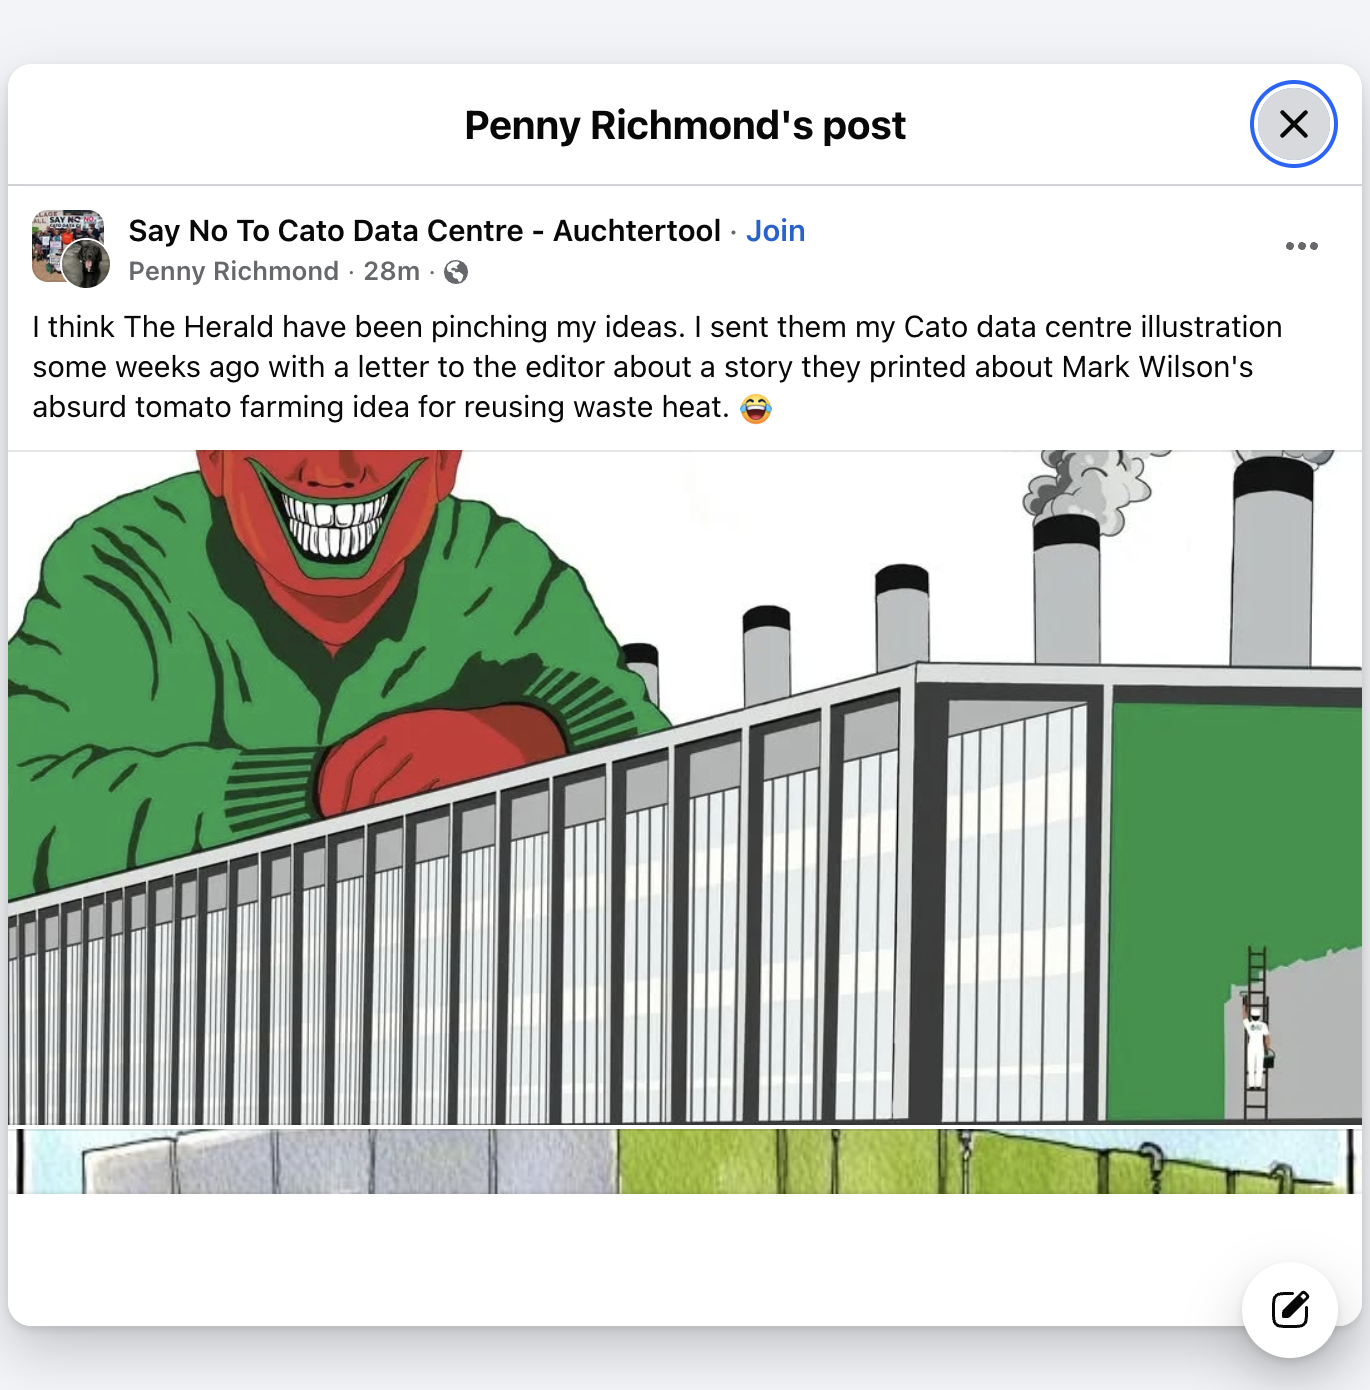 Penny Richmond's post
SAY NO
Say No To Cato Data Centre - Auchtertool · Join
Penny Richmond · 28m ·
I think The Herald have been pinching my ideas. I sent them my Cato data centre illustration
some weeks ago with a letter to the editor about a story they printed about Mark Wilson's
absurd tomato farming idea for reusing waste heat. 😂